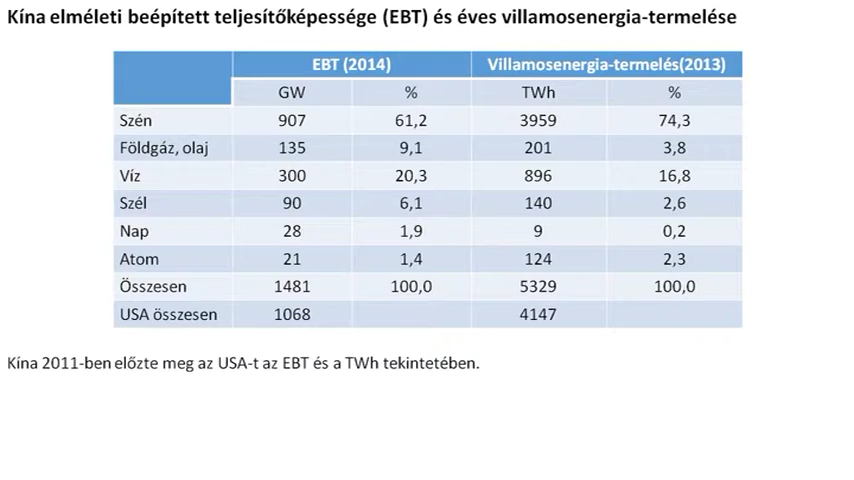 Kína elméleti beépített teljesítőképessége (EBT) és éves villamosenergia-termelése
EBT (2014) Villamosenergia-termelés(2013)
GW % TWh %
Szén 907 61,2 3959 74,3
Földgáz, olaj 135 9,1 201 3,8
Víz 300 20,3 896 16,8
Szél 90 6,1 140 2,6
Nap 28 1,9 9 0,2
Atom 21 1,4 124 2,3
Összesen 1481 100,0 5329 100,0
USA összesen 1068 4147
Kína 2011-ben előzte meg az USA-t az EBT és a TWh tekintetében.